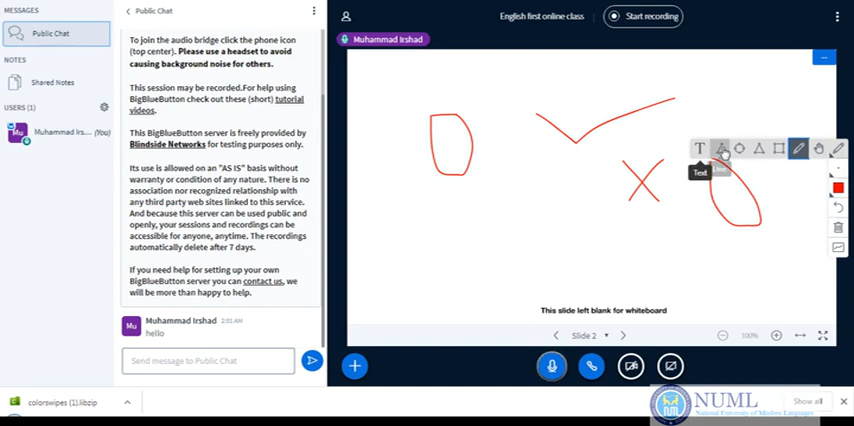 MESSAGES
Public Chat
NOTES
Shared Notes
USERS (1)
Mu
Muhammad Irs... (You)
Public Chat
To join the audio bridge click the phone icon
(top center). Please use a headset to avoid
causing background noise for others.
This session may be recorded.For help using
BigBlueButton check out these (short) tutorial
videos.
This BigBlueButton server is freely provided by
Blindside Networks for testing purposes only.
Its use is allowed on an "AS IS" basis without
warranty or condition of any nature. There is no
association nor recognized relationship with
any third party web sites linked to this service.
And because this server can be used public and
openly, your sessions and recordings can be
accessible for anyone, anytime. The recordings
automatically delete after 7 days.
If you need help for setting up your own
BigBlueButton server you can contact us, we
will be more than happy to help.
Mu
Muhammad Irshad 2:01 AM
hello
Send message to Public Chat
English first online class
Start recording
Muhammad Irshad
T
Text
Line
This slide left blank for whiteboard
Slide 2
100%
colorswipes (1).libzip
Show all
NUML
National University of Modern Languages